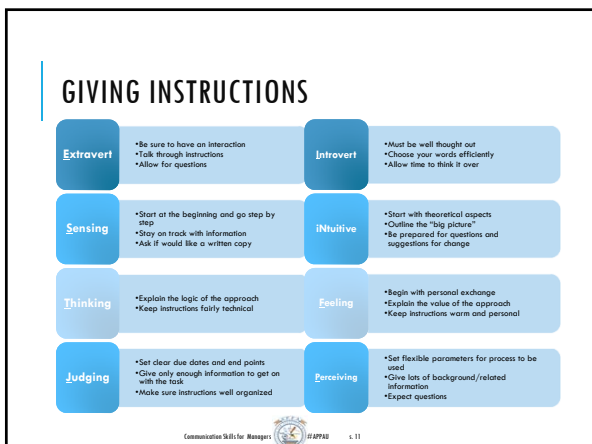 GIVING INSTRUCTIONS
Extravert
•Be sure to have an interaction
•Talk through instructions
•Allow for questions
Introvert
•Must be well thought out
•Choose your words efficiently
•Allow time to think it over
Sensing
•Start at the beginning and go step by
step
•Stay on track with information
•Ask if would like a written copy
iNtuitive
•Start with theoretical aspects
•Outline the “big picture”
•Be prepared for questions and
suggestions for change
Thinking
•Explain the logic of the approach
•Keep instructions fairly technical
Feeling
•Begin with personal exchange
•Explain the value of the approach
•Keep instructions warm and personal
Judging
•Set clear due dates and end points
•Give only enough information to get on
with the task
•Make sure instructions well organized
Perceiving
•Set flexible parameters for process to be
used
•Give lots of background/related
information
•Expect questions
Communication Skills for Managers #APPAU s. 11